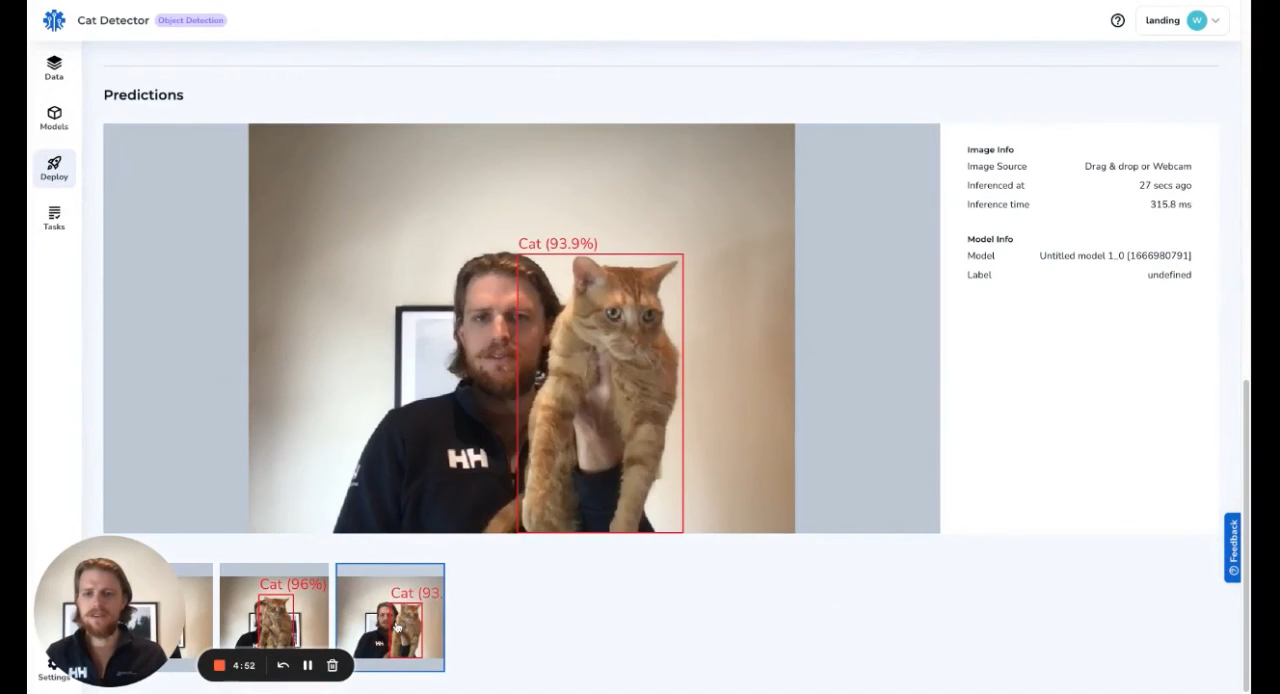 Cat Detector Object Detection
landing W
Data
Models
Deploy
Tasks
Settings
Predictions
Cat (93.9%)
HH
Image Info
Image Source Drag & drop or Webcam
Inferenced at 27 secs ago
Inference time 315.8 ms
Model Info
Model Untitled model 1_0 [1666980791]
Label undefined
Feedback
Cat (96%)
Cat (93.
HH
HH
4:52